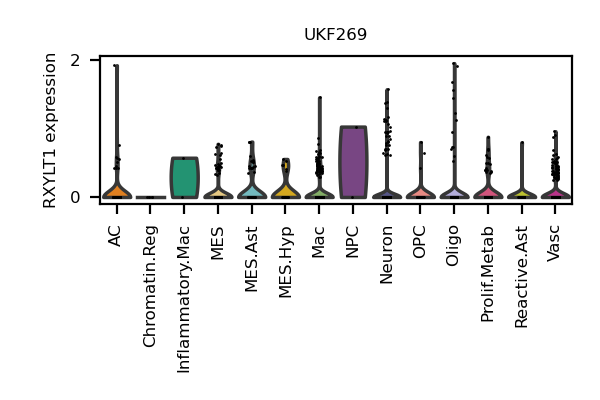 UKF269
RXYLT1 expression
2
0
AC
Chromatin.Reg
Inflammatory.Mac
MES
MES.Ast
MES.Hyp
Mac
NPC
Neuron
OPC
Oligo
Prolif.Metab
Reactive.Ast
Vasc